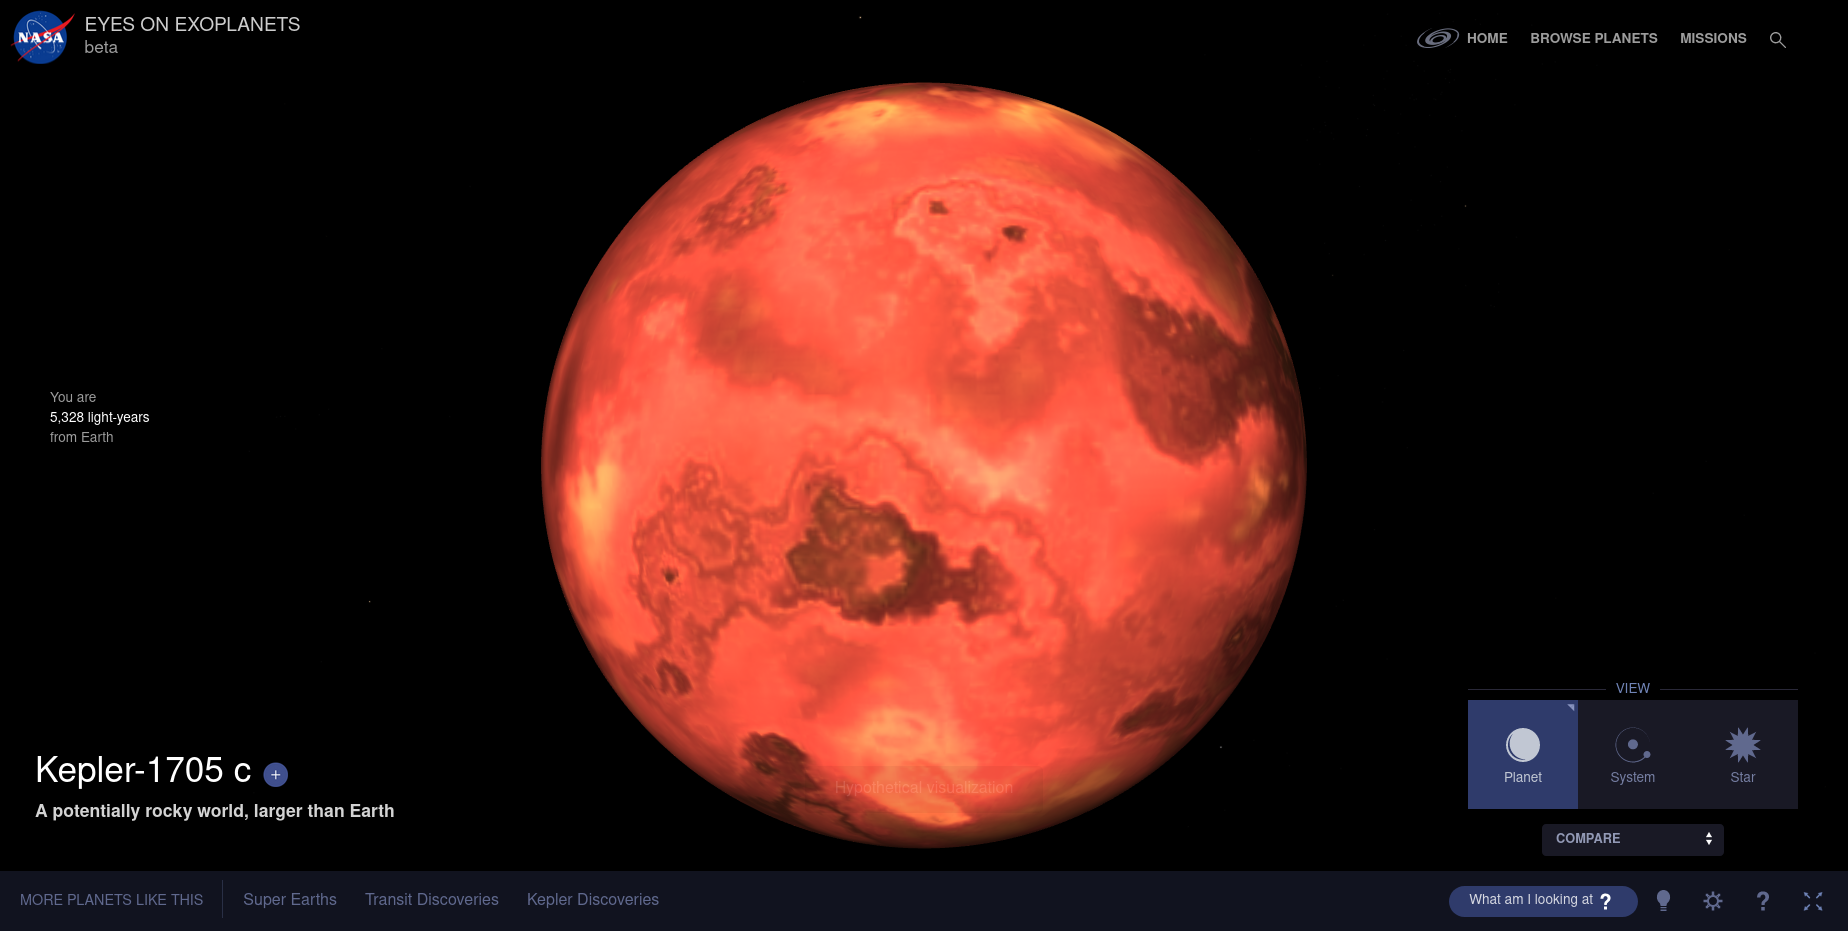 NASA
EYES ON EXOPLANETS
beta
HOME
BROWSE PLANETS
MISSIONS
You are
5,328 light-years
from Earth
VIEW
Planet
System
Star
Kepler-1705 c +
A potentially rocky world, larger than Earth
Hypothetical visualization
COMPARE
MORE PLANETS LIKE THIS
Super Earths
Transit Discoveries
Kepler Discoveries
What am I looking at ?
?